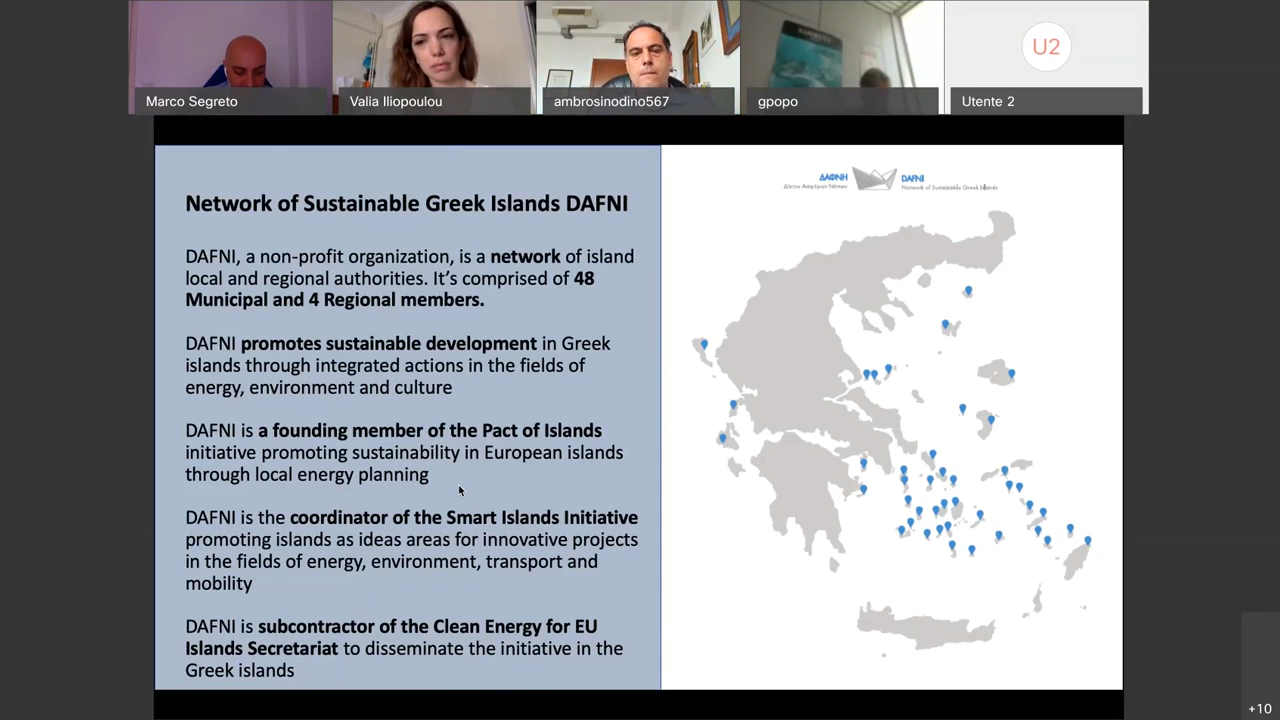 Marco Segreto
Valia Iliopoulou
ambrosinodino567
gpopo
U2
Utente 2
Network of Sustainable Greek Islands DAFNI
DAFNI, a non-profit organization, is a network of island
local and regional authorities. It’s comprised of 48
Municipal and 4 Regional members.
DAFNI promotes sustainable development in Greek
islands through integrated actions in the fields of
energy, environment and culture
DAFNI is a founding member of the Pact of Islands
initiative promoting sustainability in European islands
through local energy planning
DAFNI is the coordinator of the Smart Islands Initiative
promoting islands as ideas areas for innovative projects
in the fields of energy, environment, transport and
mobility
DAFNI is subcontractor of the Clean Energy for EU
Islands Secretariat to disseminate the initiative in the
Greek islands
ΔΑΦΝΗ
Δίκτυο Αειφόρων Νήσων
DAFNI
Network of Sustainable Greek Islands
+10